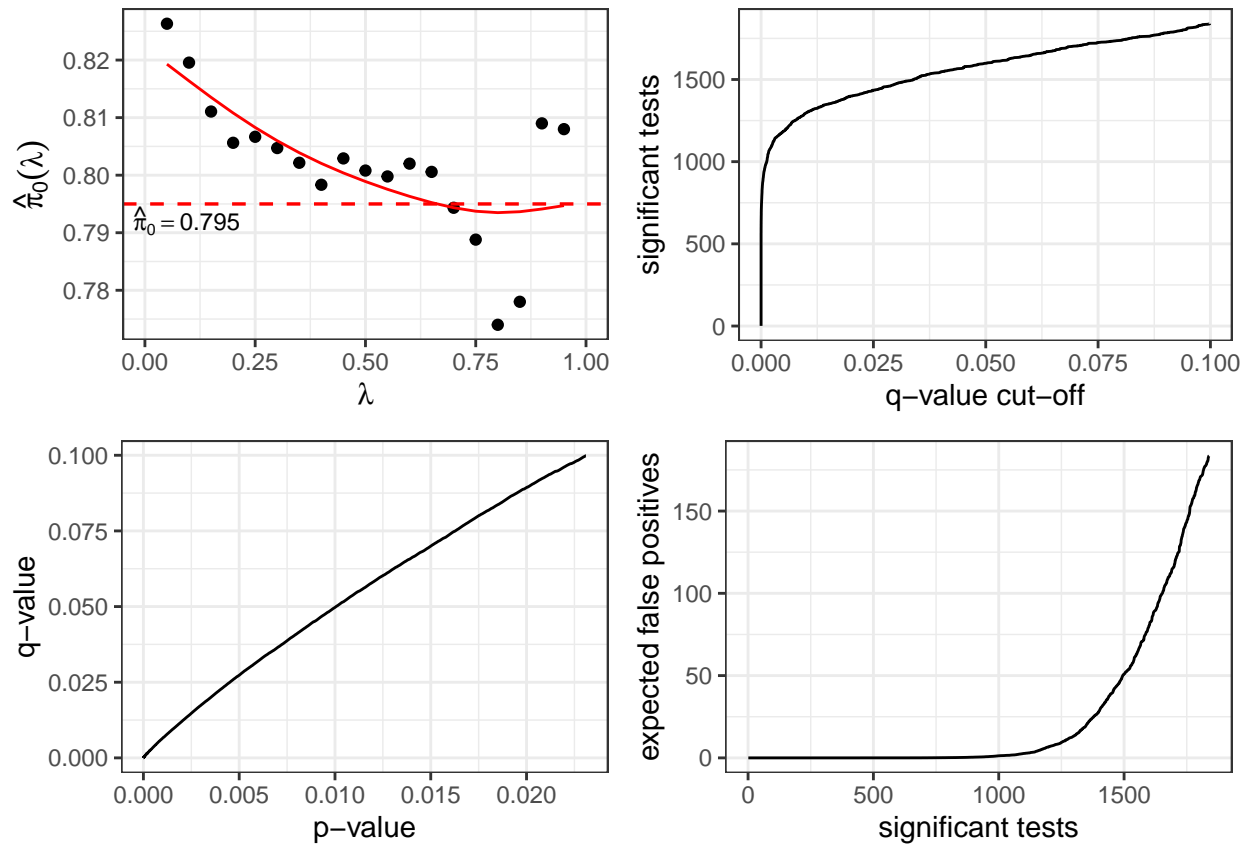 π̂₀(λ)
0.82
0.81
0.80
0.79
0.78
π̂₀ = 0.795
0.00 0.25 0.50 0.75 1.00
λ
significant tests
1500
1000
500
0
0.000 0.025 0.050 0.075 0.100
q−value cut−off
q−value
0.100
0.075
0.050
0.025
0.000
0.000 0.005 0.010 0.015 0.020
p−value
expected false positives
150
100
50
0
0 500 1000 1500
significant tests